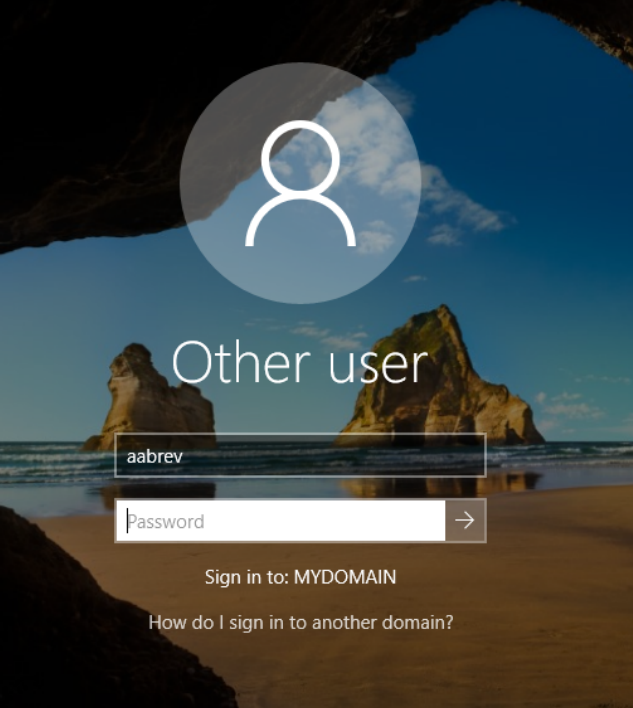 Other user
aabrev
Password
Sign in to: MYDOMAIN
How do I sign in to another domain?